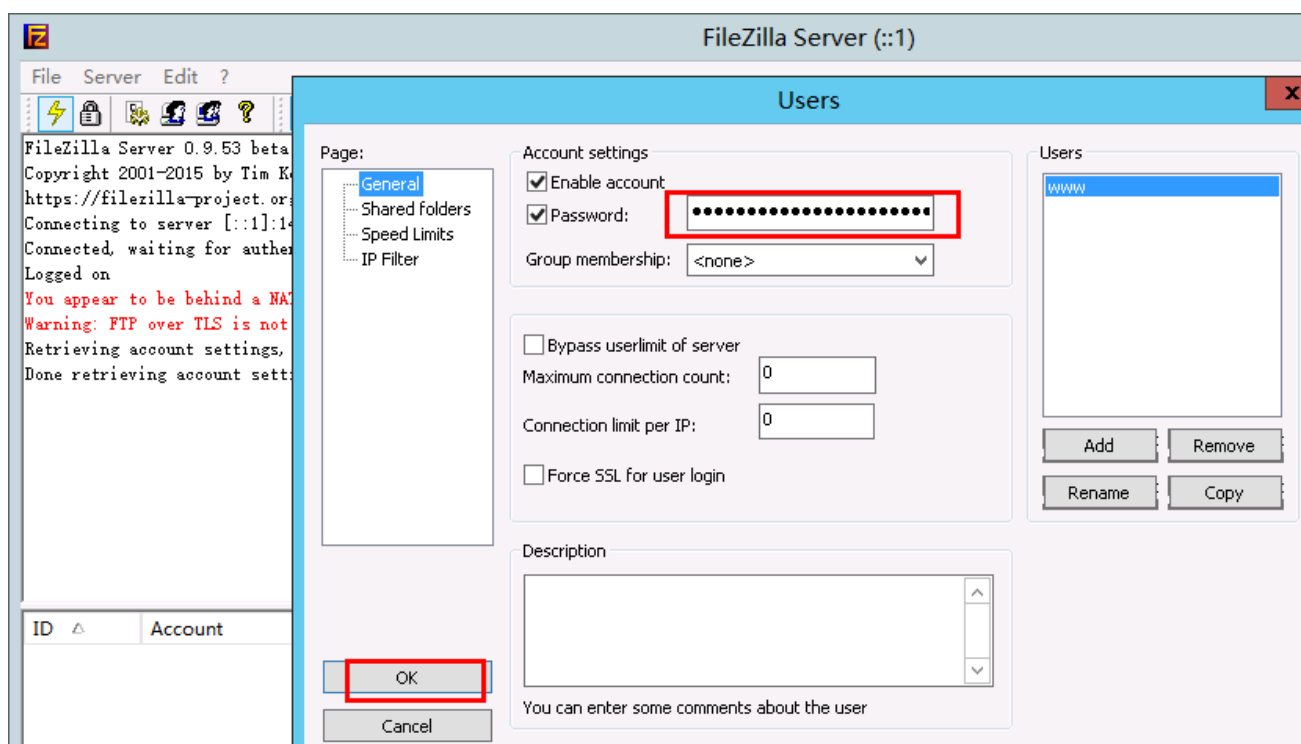 FileZilla Server (::1)
File Server Edit ?
FileZilla Server 0.9.53 beta
Copyright 2001-2015 by Tim
https://filezilla-project.or
Connecting to server [::1]:14
Connected, waiting for
Logged on
You appear to be behind a
Warning: FTP over TLS is not
Retrieving account settings,
Done retrieving account
ID
Account
Users
Page:
General
Shared folders
Speed Limits
IP Filter
OK
Cancel
Account settings
Enable account
Password:
Group membership: <none>
Bypass userlimit of server
Maximum connection count: 0
Connection limit per IP: 0
Force SSL for user login
Description
You can enter some comments about the user
Users
www
Add Remove
Rename Copy